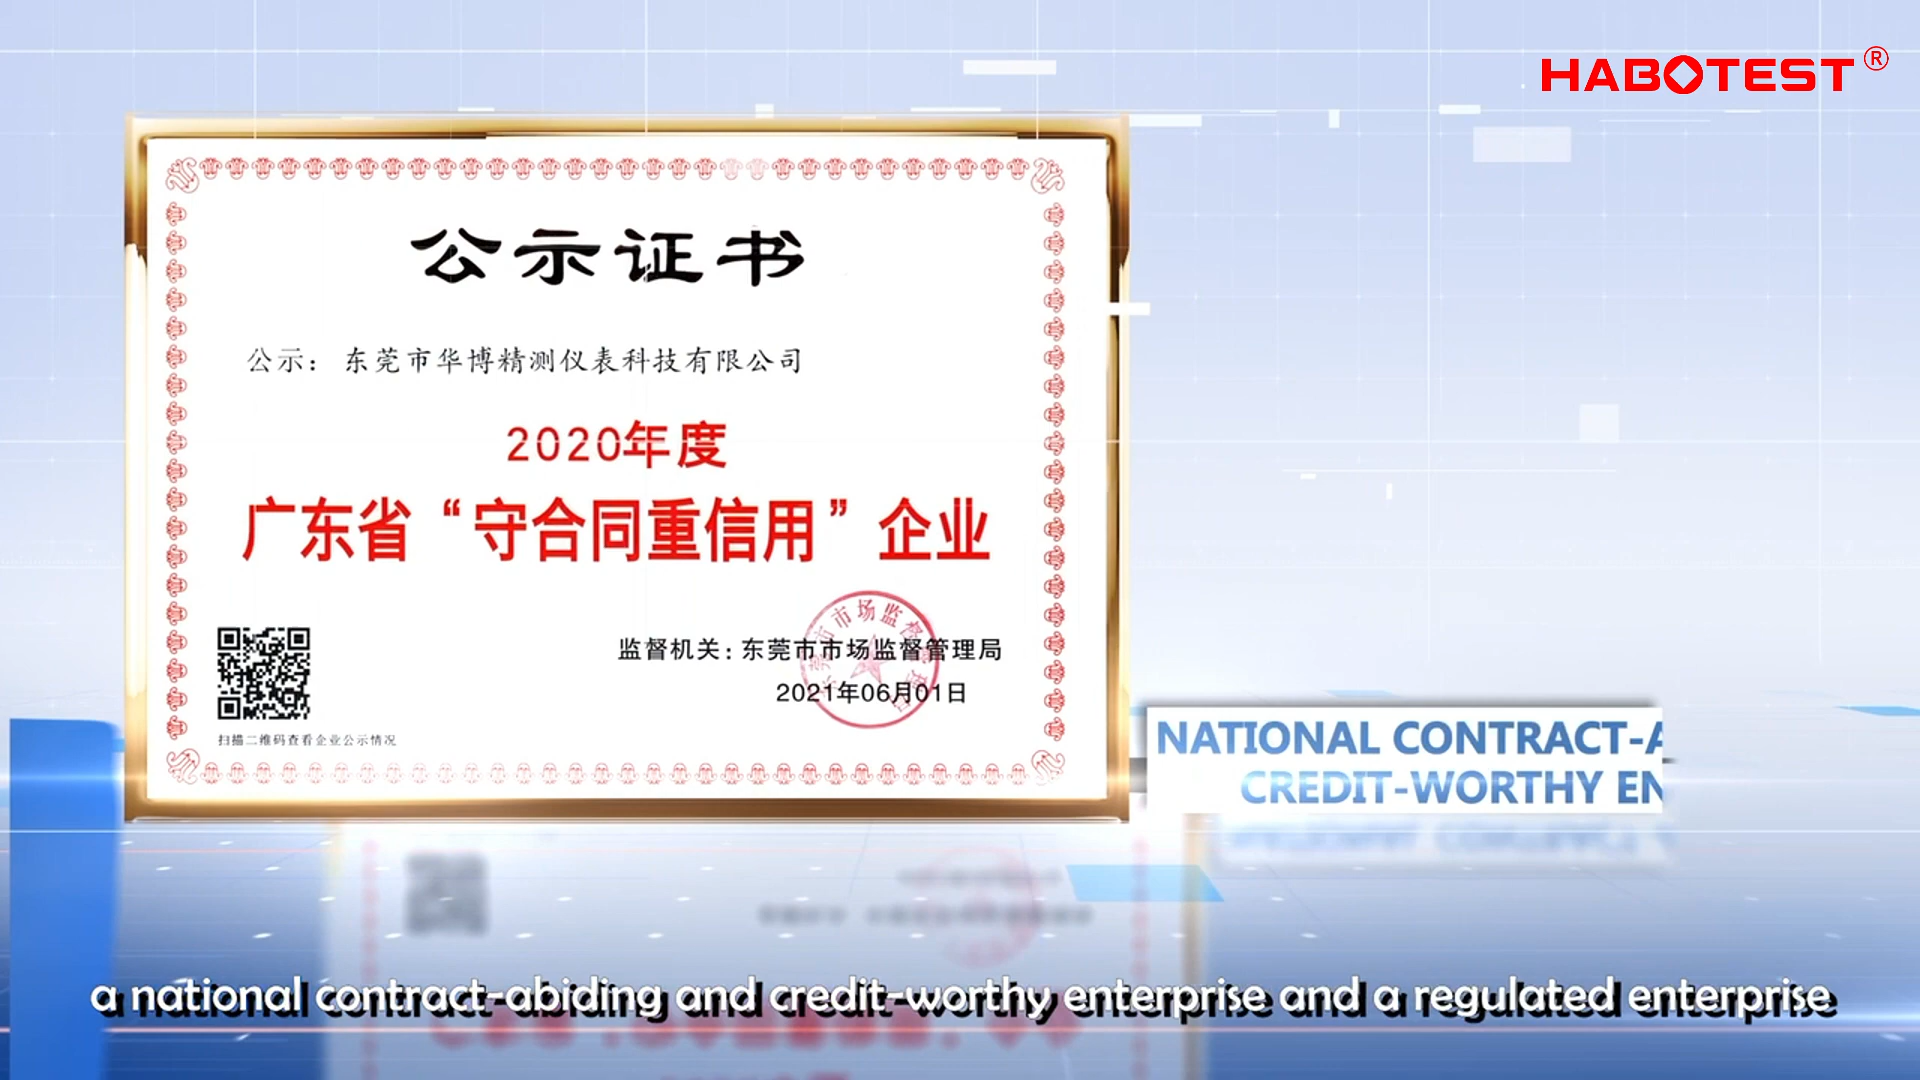 HABOTEST®
公示证书
公示：东莞市华博精测仪表科技有限公司
2020年度
广东省“守合同重信用”企业
监督机关：东莞市市场监督管理局
2021年06月01日
扫描二维码查看企业公示情况
NATIONAL CONTRACT-A
CREDIT-WORTHY EN
a national contract-abiding and credit-worthy enterprise and a regulated enterprise